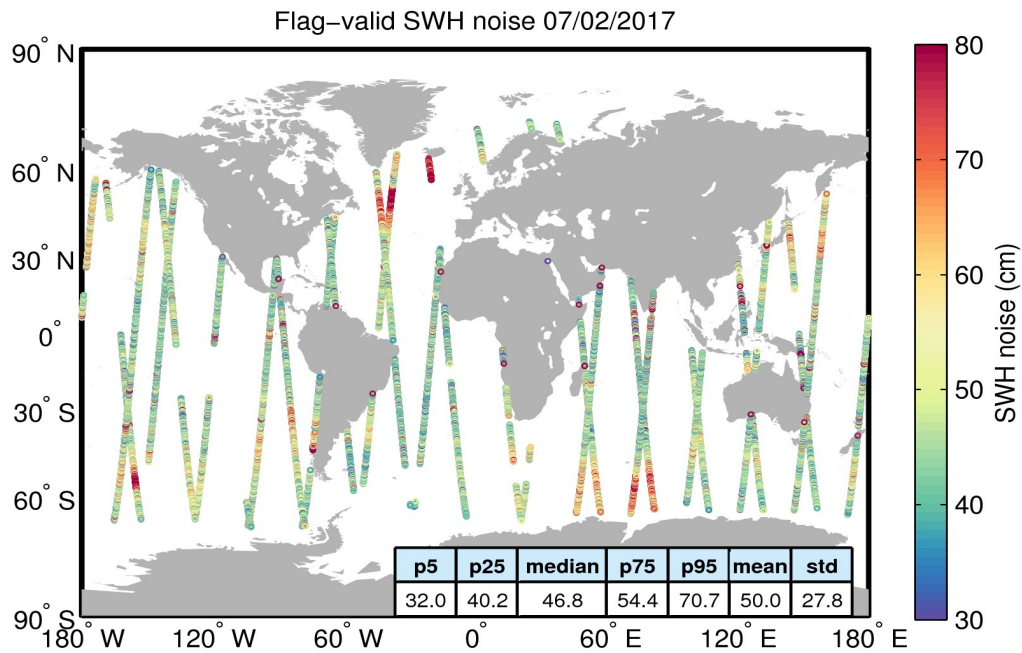 Flag−valid SWH noise 07/02/2017
90° N
60° N
30° N
0°
30° S
60° S
90° S
180° W
120° W
60° W
0°
60° E
120° E
180° E
80
70
60
50
40
30
SWH noise (cm)
p5 p25 median p75 p95 mean std
32.0 40.2 46.8 54.4 70.7 50.0 27.8